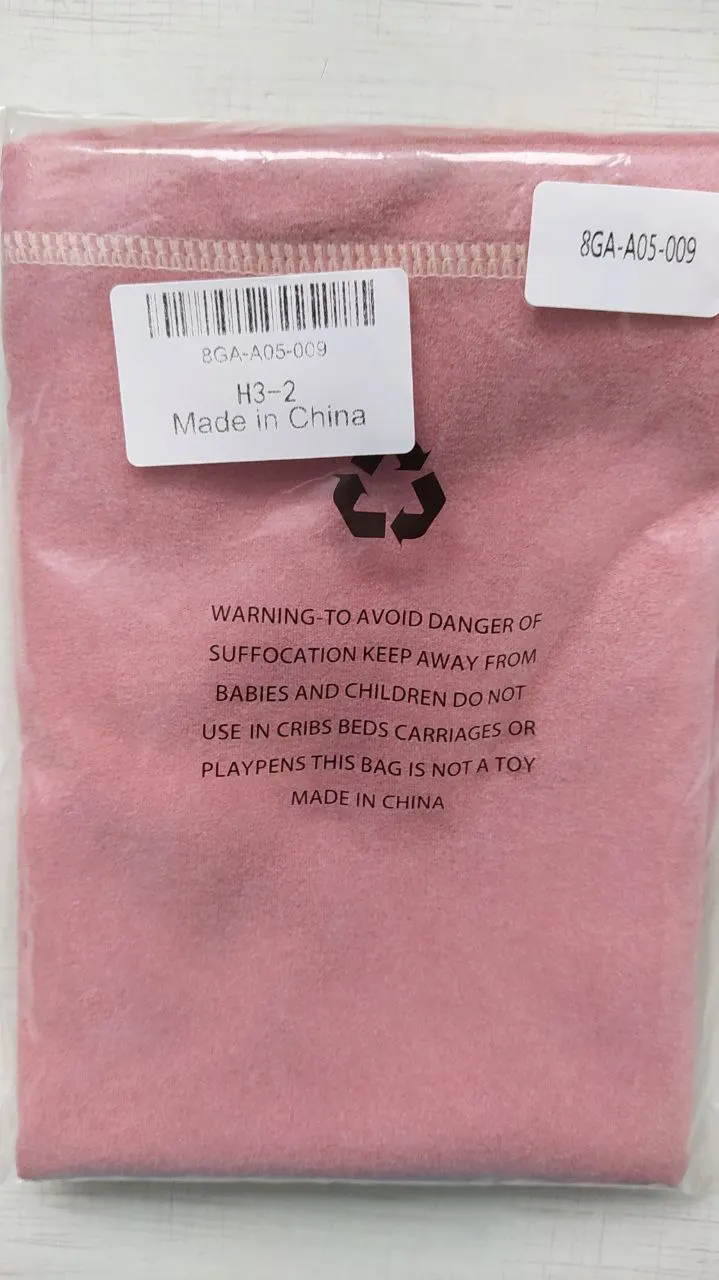 8GA-A05-009
8GA-A05-009
H3-2
Made in China
WARNING-TO AVOID DANGER OF
SUFFOCATION KEEP AWAY FROM
BABIES AND CHILDREN DO NOT
USE IN CRIBS BEDS CARRIAGES OR
PLAYPENS THIS BAG IS NOT A TOY
MADE IN CHINA